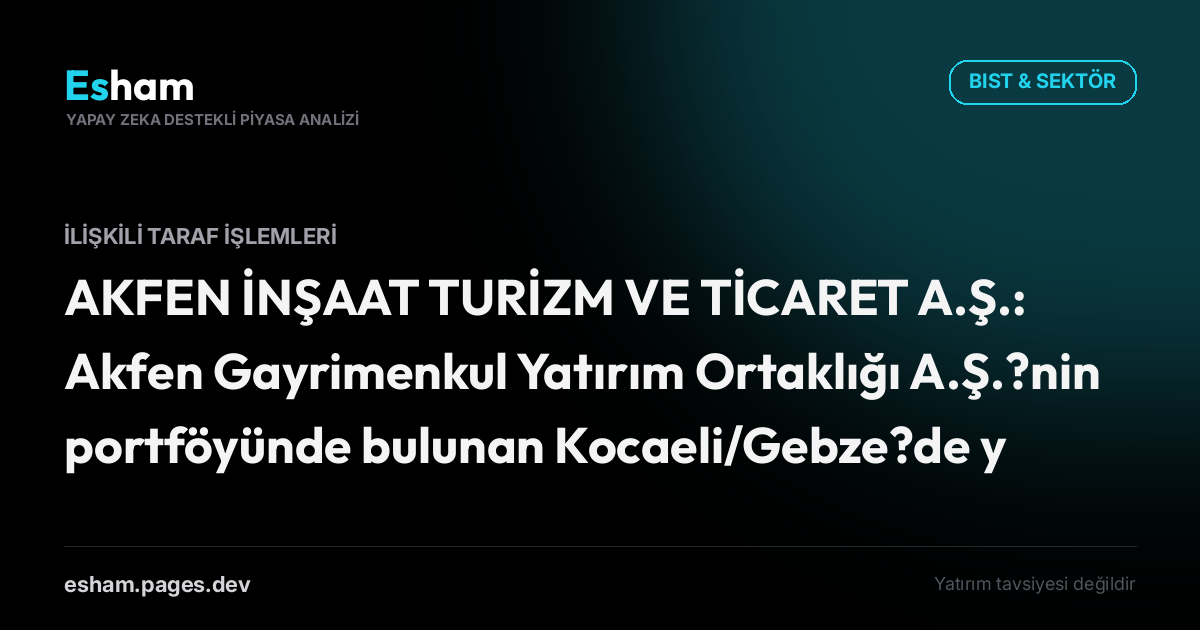 Esham
YAPAY ZEKA DESTEKLİ PİYASA ANALİZİ
BIST & SEKTÖR
İLİŞKİLİ TARAF İŞLEMLERİ
AKFEN İNŞAAT TURİZM VE TİCARET A.Ş.:
Akfen Gayrimenkul Yatırım Ortaklığı A.Ş.?nin
portföyünde bulunan Kocaeli/Gebze?de y
esham.pages.dev
Yatırım tavsiyesi değildir